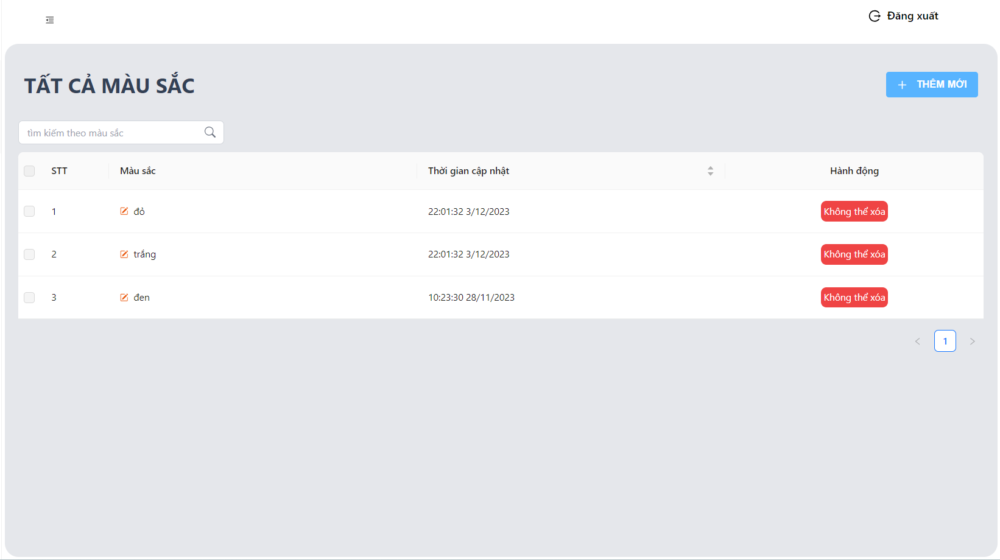 Đăng xuất
TẤT CẢ MÀU SẮC
THÊM MỚI
tìm kiếm theo màu sắc
STT Màu sắc Thời gian cập nhật Hành động
1 đỏ 22:01:32 3/12/2023 Không thể xóa
2 trắng 22:01:32 3/12/2023 Không thể xóa
3 đen 10:23:30 28/11/2023 Không thể xóa
1